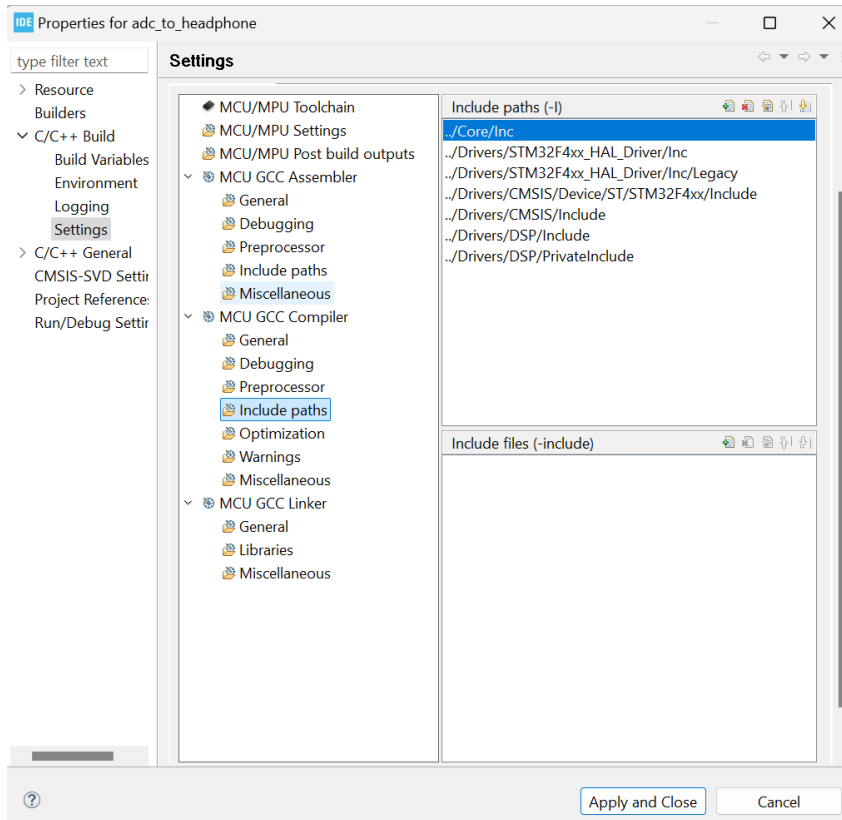 IDE Properties for adc_to_headphone
type filter text
Settings
Resource
Builders
C/C++ Build
Build Variables
Environment
Logging
Settings
C/C++ General
CMSIS-SVD Settin
Project References
Run/Debug Settin
MCU/MPU Toolchain
MCU/MPU Settings
MCU/MPU Post build outputs
MCU GCC Assembler
General
Debugging
Preprocessor
Include paths
Miscellaneous
MCU GCC Compiler
General
Debugging
Preprocessor
Include paths
Optimization
Warnings
Miscellaneous
MCU GCC Linker
General
Libraries
Miscellaneous
Include paths (-I)
../Core/Inc
../Drivers/STM32F4xx_HAL_Driver/Inc
../Drivers/STM32F4xx_HAL_Driver/Inc/Legacy
../Drivers/CMSIS/Device/ST/STM32F4xx/Include
../Drivers/CMSIS/Include
../Drivers/DSP/Include
../Drivers/DSP/PrivateInclude
Include files (-include)
?
Apply and Close
Cancel